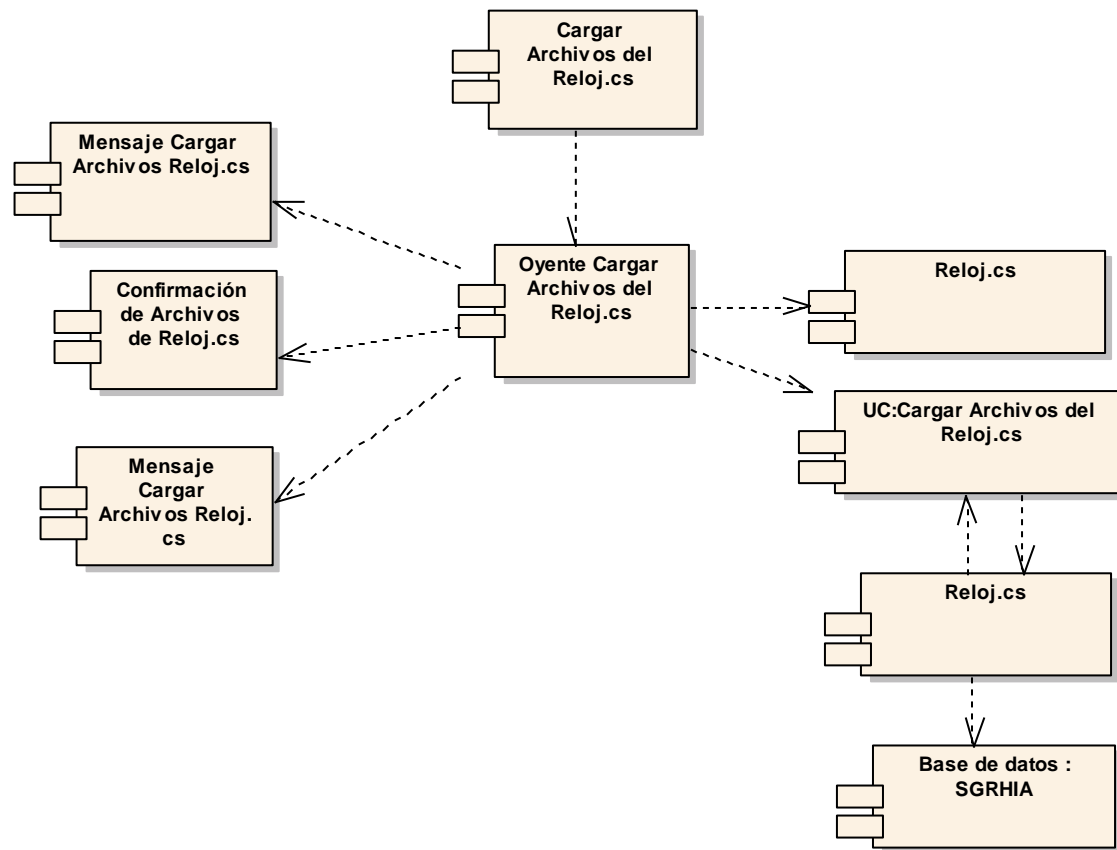 Cargar
Archivos del
Reloj.cs
Mensaje Cargar
Archivos Reloj.cs
Oyente Cargar
Archivos del
Reloj.cs
Reloj.cs
Confirmación
de Archivos
de Reloj.cs
UC:Cargar Archivos del
Reloj.cs
Mensaje
Cargar
Archivos Reloj.
cs
Reloj.cs
Base de datos :
SGRHIA